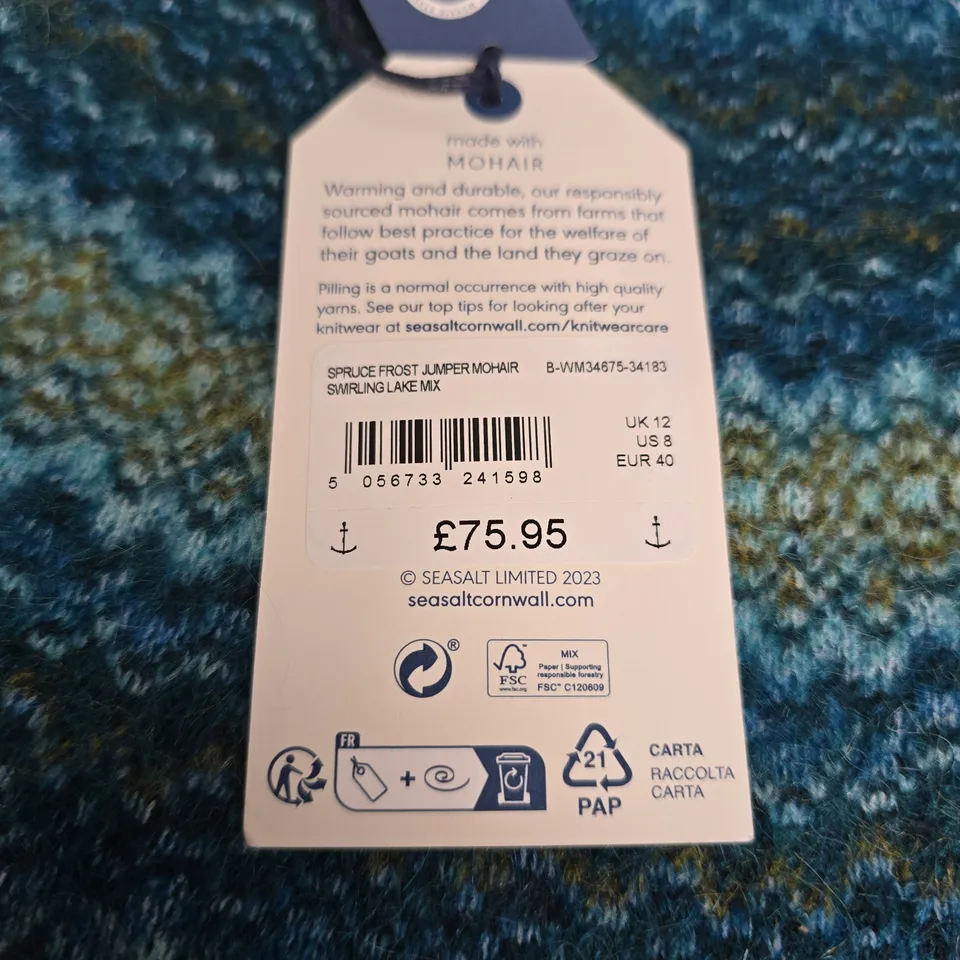 made with
MOHAIR
Warming and durable, our responsibly
sourced mohair comes from farms that
follow best practice for the welfare of
their goats and the land they graze on.
Pilling is a normal occurrence with high quality
yarns. See our top tips for looking after your
knitwear at seasaltcornwall.com/knitwearcare
SPRUCE FROST JUMPER MOHAIR B-WM34675-34183
SWIRLING LAKE MIX
UK 12
US 8
EUR 40
5 056733 241598
£75.95
© SEASALT LIMITED 2023
seasaltcornwall.com
®
FSC
www.fsc.org
MIX
Paper | Supporting
responsible forestry
FSC™ C120609
FR
+
21
PAP
CARTA
RACCOLTA
CARTA